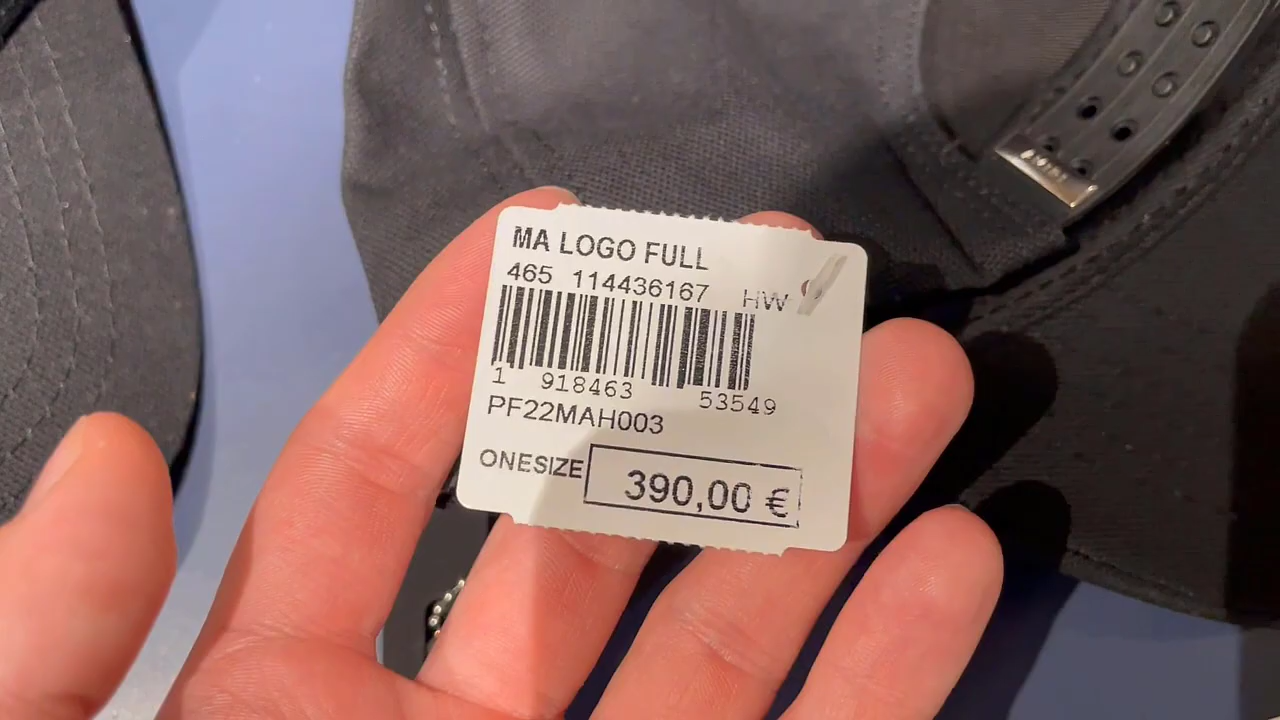 MA LOGO FULL
465 114436167 HW
1 918463 53549
PF22MAH003
ONESIZE 390,00 €